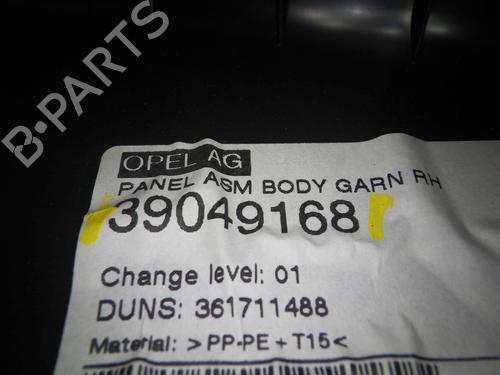 B-PARTS
OPEL AG
PANEL ASM BODY GARN RH
39049168
Change level: 01
DUNS: 361711488
Material: >PP-PE+T15<